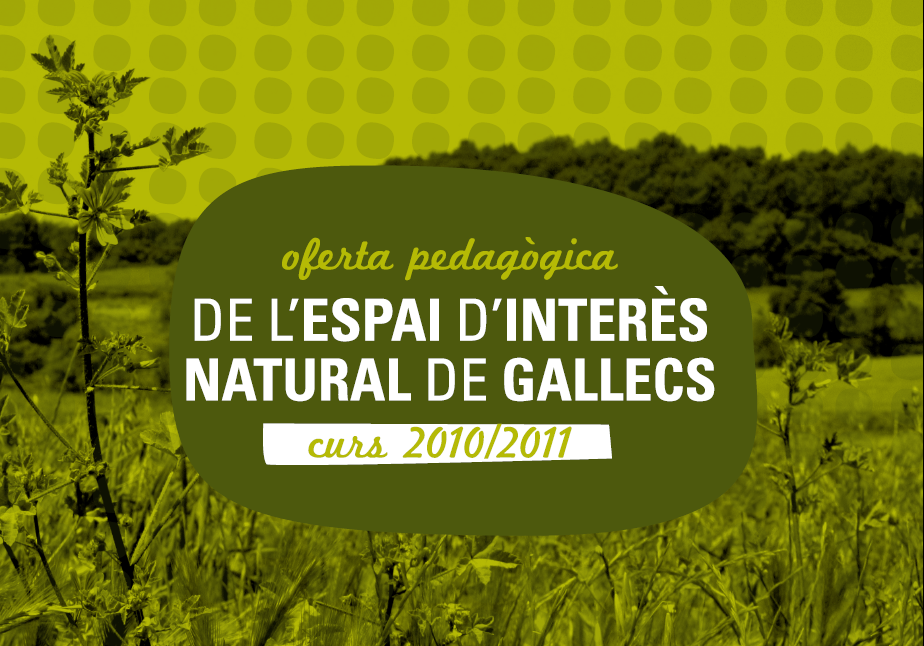 oferta pedagògica
DE L'ESPAI D'INTERÈS
NATURAL DE GALLECS
curs 2010/2011